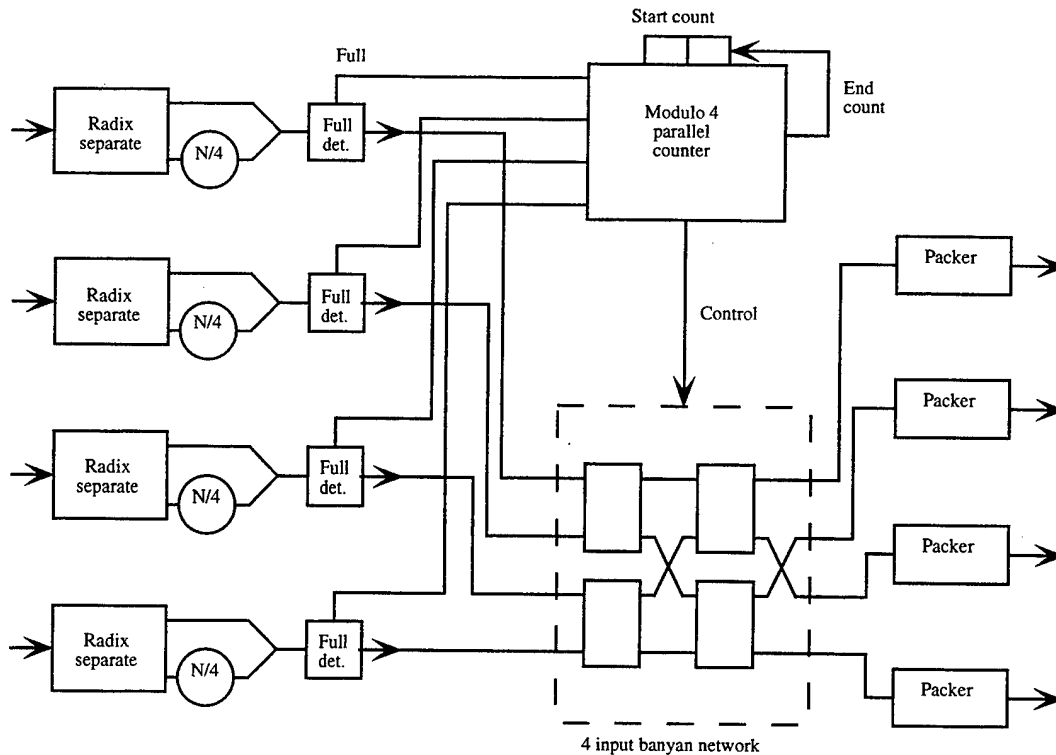 Start count
Full
End
count
Modulo 4
parallel
counter
Radix
separate
N/4
Full
det.
Radix
separate
N/4
Full
det.
Control
Packer
Packer
Radix
separate
N/4
Full
det.
Packer
Radix
separate
N/4
Full
det.
Packer
4 input banyan network